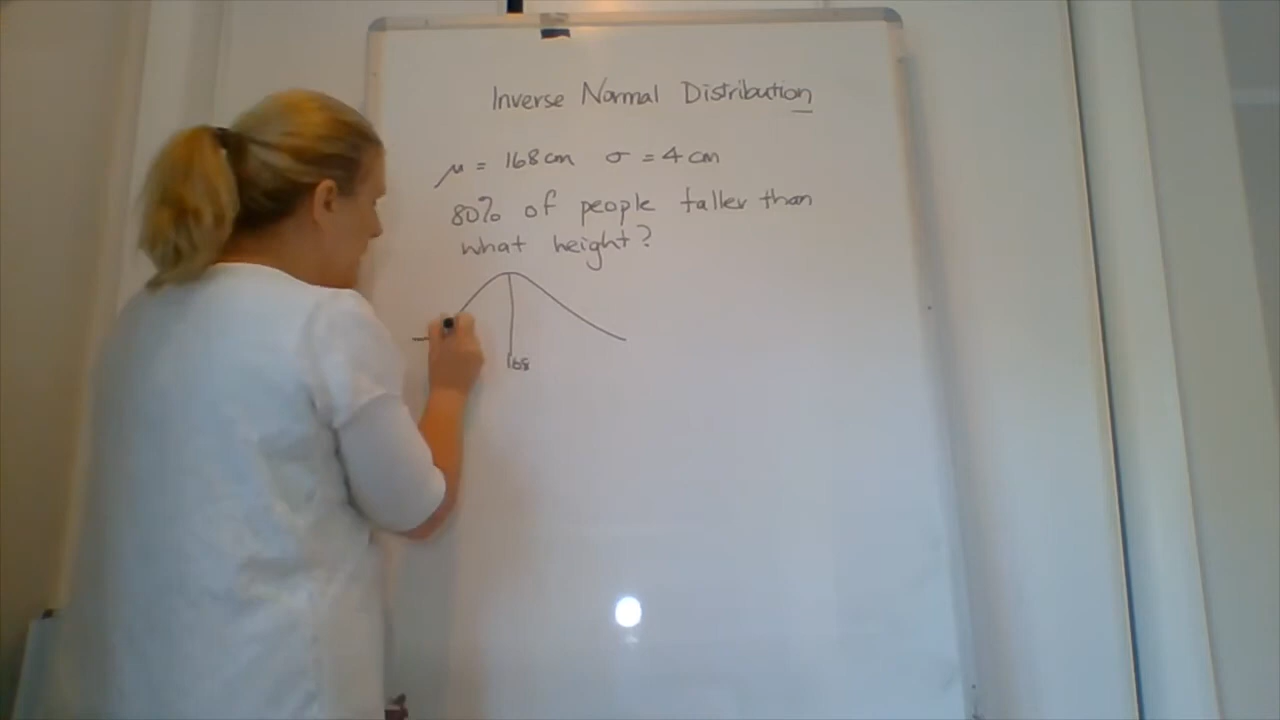 Inverse Normal Distribution
μ = 168 cm σ = 4 cm
80% of people taller than
what height?
168